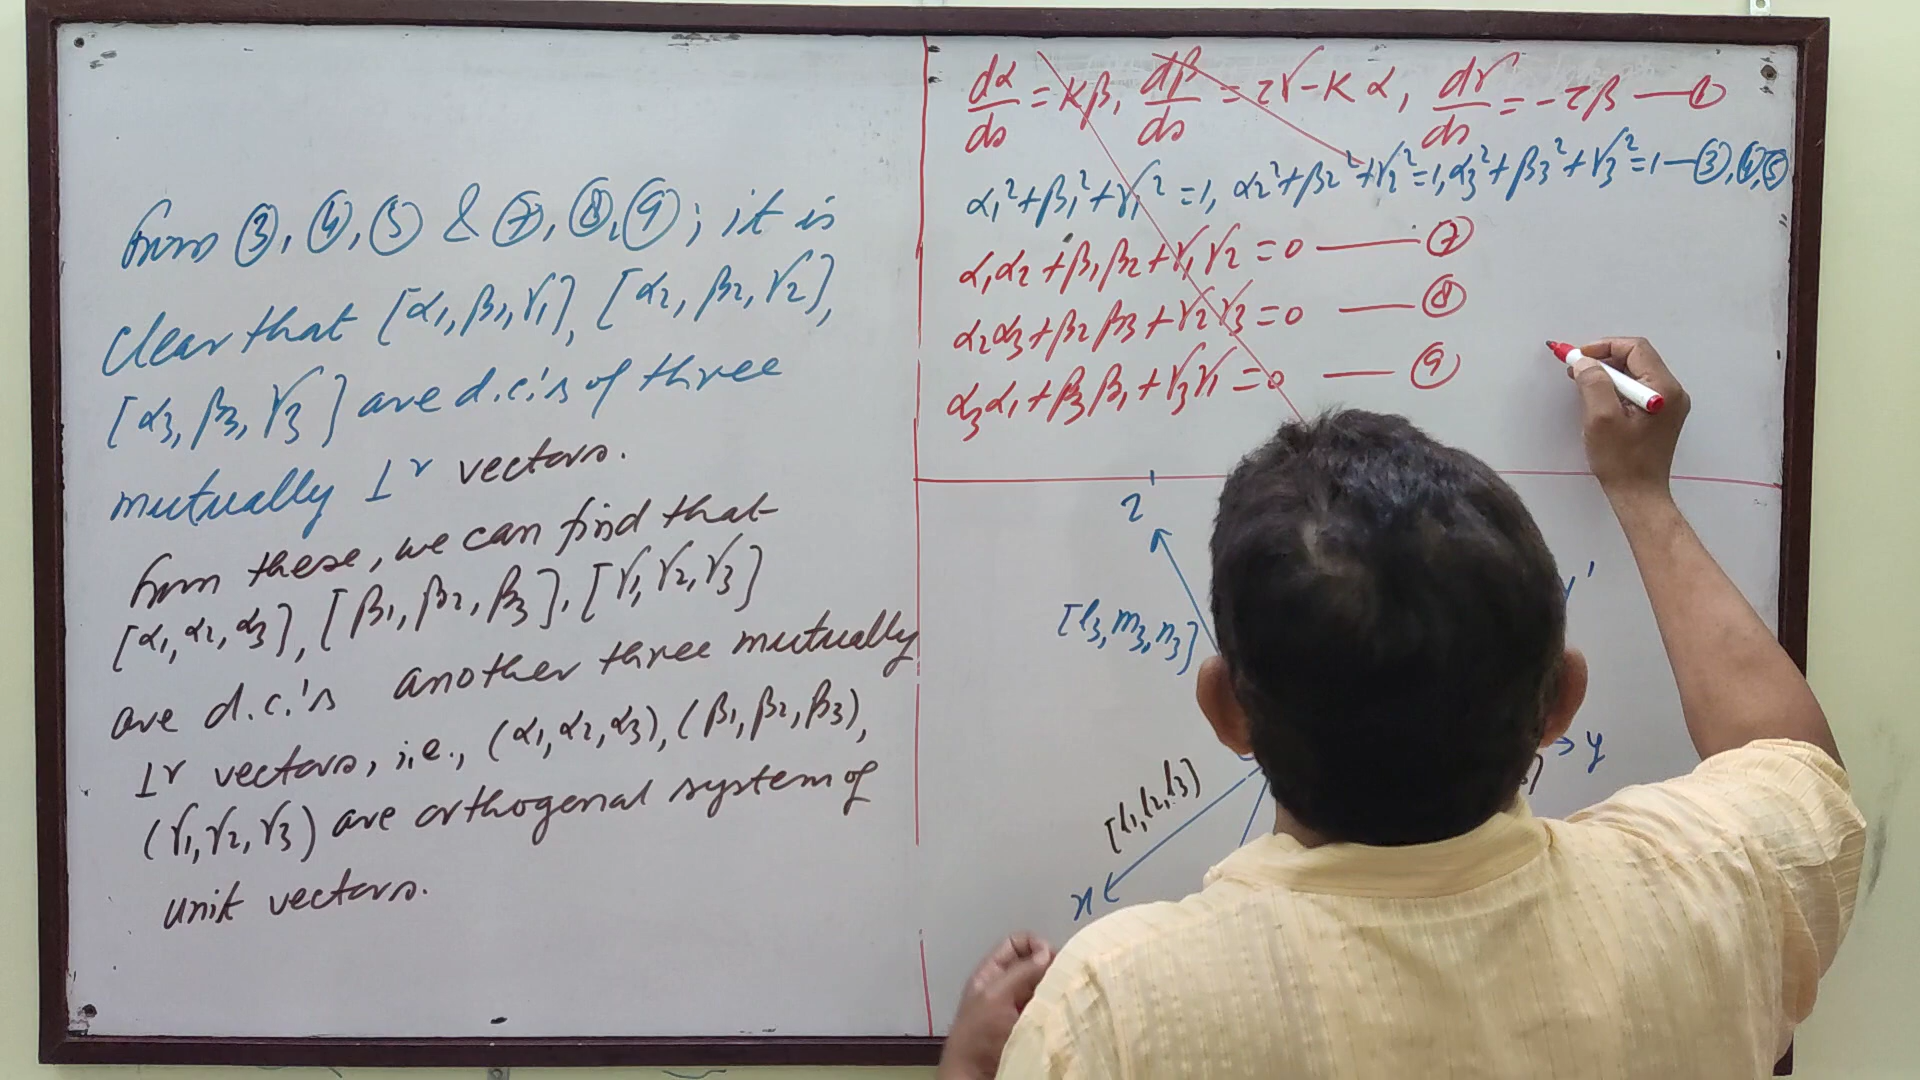 from ③, ④, ⑤ & ⑦, ⑧, ⑨; it is
clear that [α₁, β₁, γ₁], [α₂, β₂, γ₂],
[α₃, β₃, γ₃] are d.c.'s of three
mutually ⊥r vectors.
from these, we can find that
[α₁, α₂, α₃], [β₁, β₂, β₃], [γ₁, γ₂, γ₃]
are d.c.'s another three mutually
⊥r vectors, i.e., (α₁, α₂, α₃), (β₁, β₂, β₃),
(γ₁, γ₂, γ₃) are orthogonal system of
unit vectors.
dα/ds = κβ, dβ/ds = τγ - κα, dγ/ds = -τβ — ①
α₁² + β₁² + γ₁² = 1, α₂² + β₂² + γ₂² = 1, α₃² + β₃² + γ₃² = 1 — ③, ④, ⑤
α₁α₂ + β₁β₂ + γ₁γ₂ = 0 — ⑦
α₂α₃ + β₂β₃ + γ₂γ₃ = 0 — ⑧
α₃α₁ + β₃β₁ + γ₃γ₁ = 0 — ⑨
z
y'
[l₃, m₃, n₃]
y
[l₁, l₂, l₃]
x